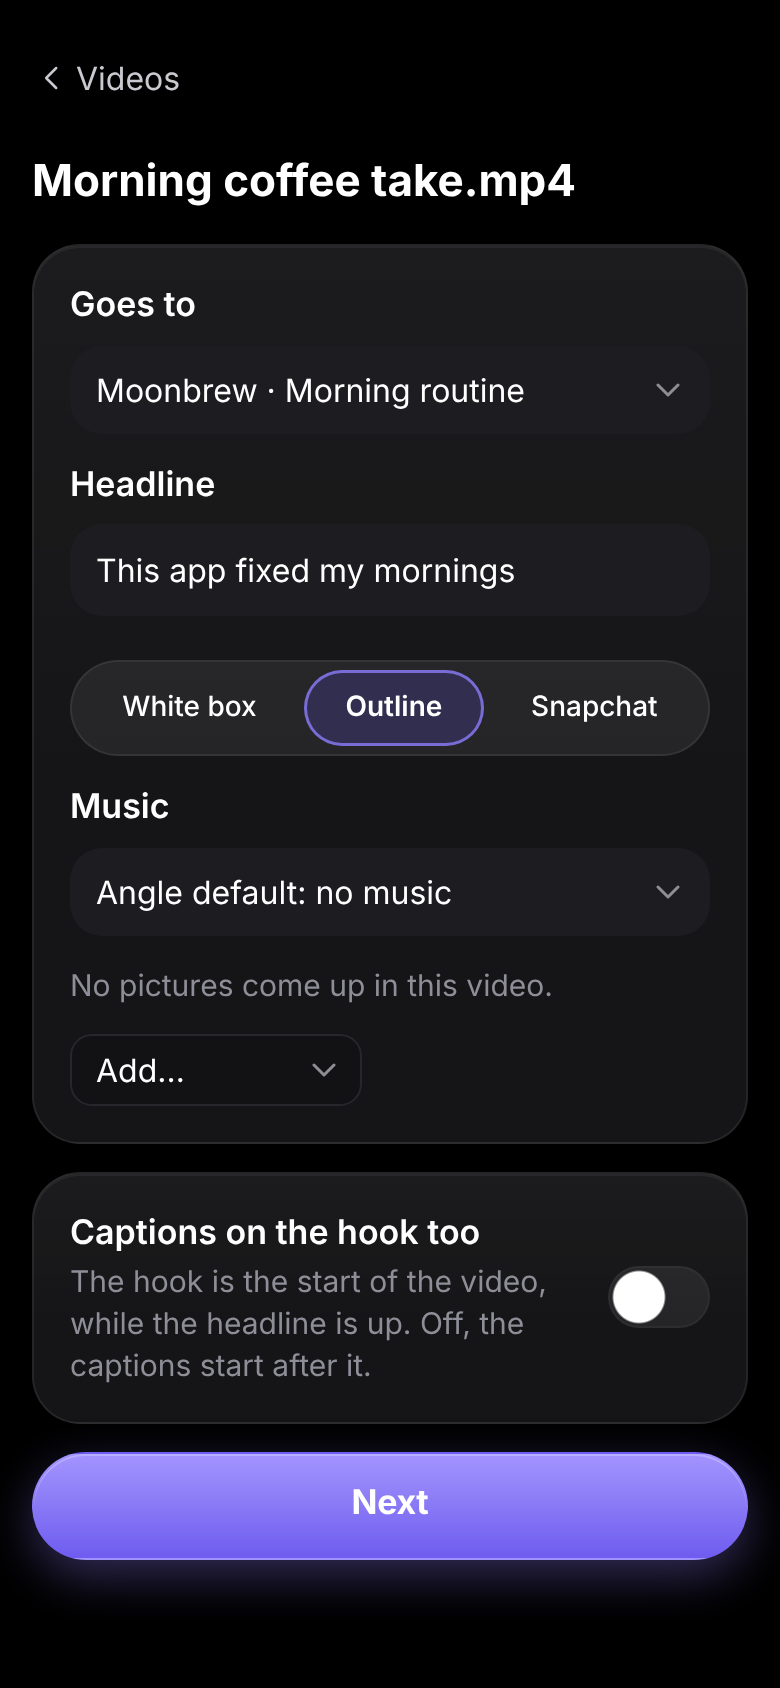 Videos
Morning coffee take.mp4
Goes to
Moonbrew · Morning routine
Headline
This app fixed my mornings
White box
Outline
Snapchat
Music
Angle default: no music
No pictures come up in this video.
Add...
Captions on the hook too
The hook is the start of the video,
while the headline is up. Off, the
captions start after it.
Next